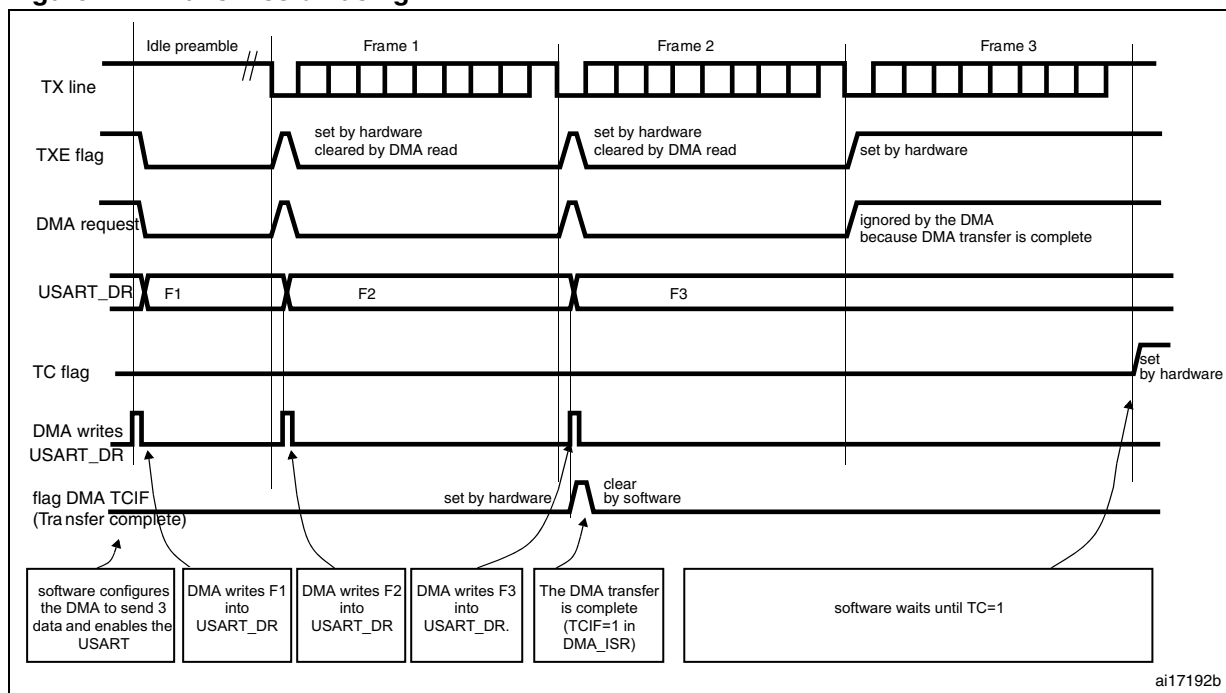 Idle preamble
Frame 1
Frame 2
Frame 3
TX line
TXE flag
set by hardware
cleared by DMA read
set by hardware
cleared by DMA read
set by hardware
DMA request
ignored by the DMA
because DMA transfer is complete
USART_DR
F1
F2
F3
TC flag
set
by hardware
DMA writes
USART_DR
flag DMA TCIF
(Transfer complete)
set by hardware
clear
by software
software configures
the DMA to send 3
data and enables the
USART
DMA writes F1
into
USART_DR
DMA writes F2
into
USART_DR
DMA writes F3
into
USART_DR.
The DMA transfer
is complete
(TCIF=1 in
DMA_ISR)
software waits until TC=1
ai17192b